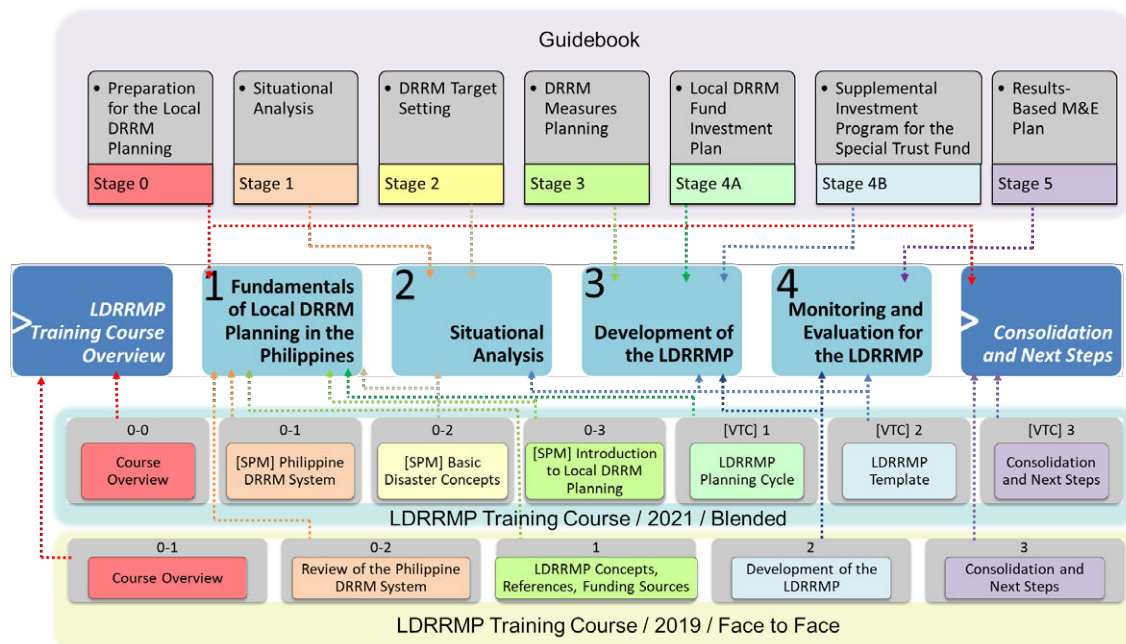 Guidebook
• Preparation
for the Local
DRRM
Planning
Stage 0
• Situational
Analysis
Stage 1
• DRRM Target
Setting
Stage 2
• DRRM
Measures
Planning
Stage 3
• Local DRRM
Fund
Investment
Plan
Stage 4A
• Supplemental
Investment
Program for the
Special Trust Fund
Stage 4B
• Results-
Based M&E
Plan
Stage 5
>
LDRRMP
Training Course
Overview
1
Fundamentals
of Local DRRM
Planning in the
Philippines
2
Situational
Analysis
3
Development of
the LDRRMP
4
Monitoring and
Evaluation for
the LDRRMP
>
Consolidation
and Next Steps
0-0
Course
Overview
0-1
[SPM] Philippine
DRRM System
0-2
[SPM] Basic
Disaster Concepts
0-3
[SPM] Introduction
to Local DRRM
Planning
[VTC] 1
LDRRMP
Planning Cycle
[VTC] 2
LDRRMP
Template
[VTC] 3
Consolidation
and Next Steps
LDRRMP Training Course / 2021 / Blended
0-1
Course Overview
0-2
Review of the Philippine
DRRM System
1
LDRRMP Concepts,
References, Funding Sources
2
Development of the
LDRRMP
3
Consolidation and
Next Steps
LDRRMP Training Course / 2019 / Face to Face